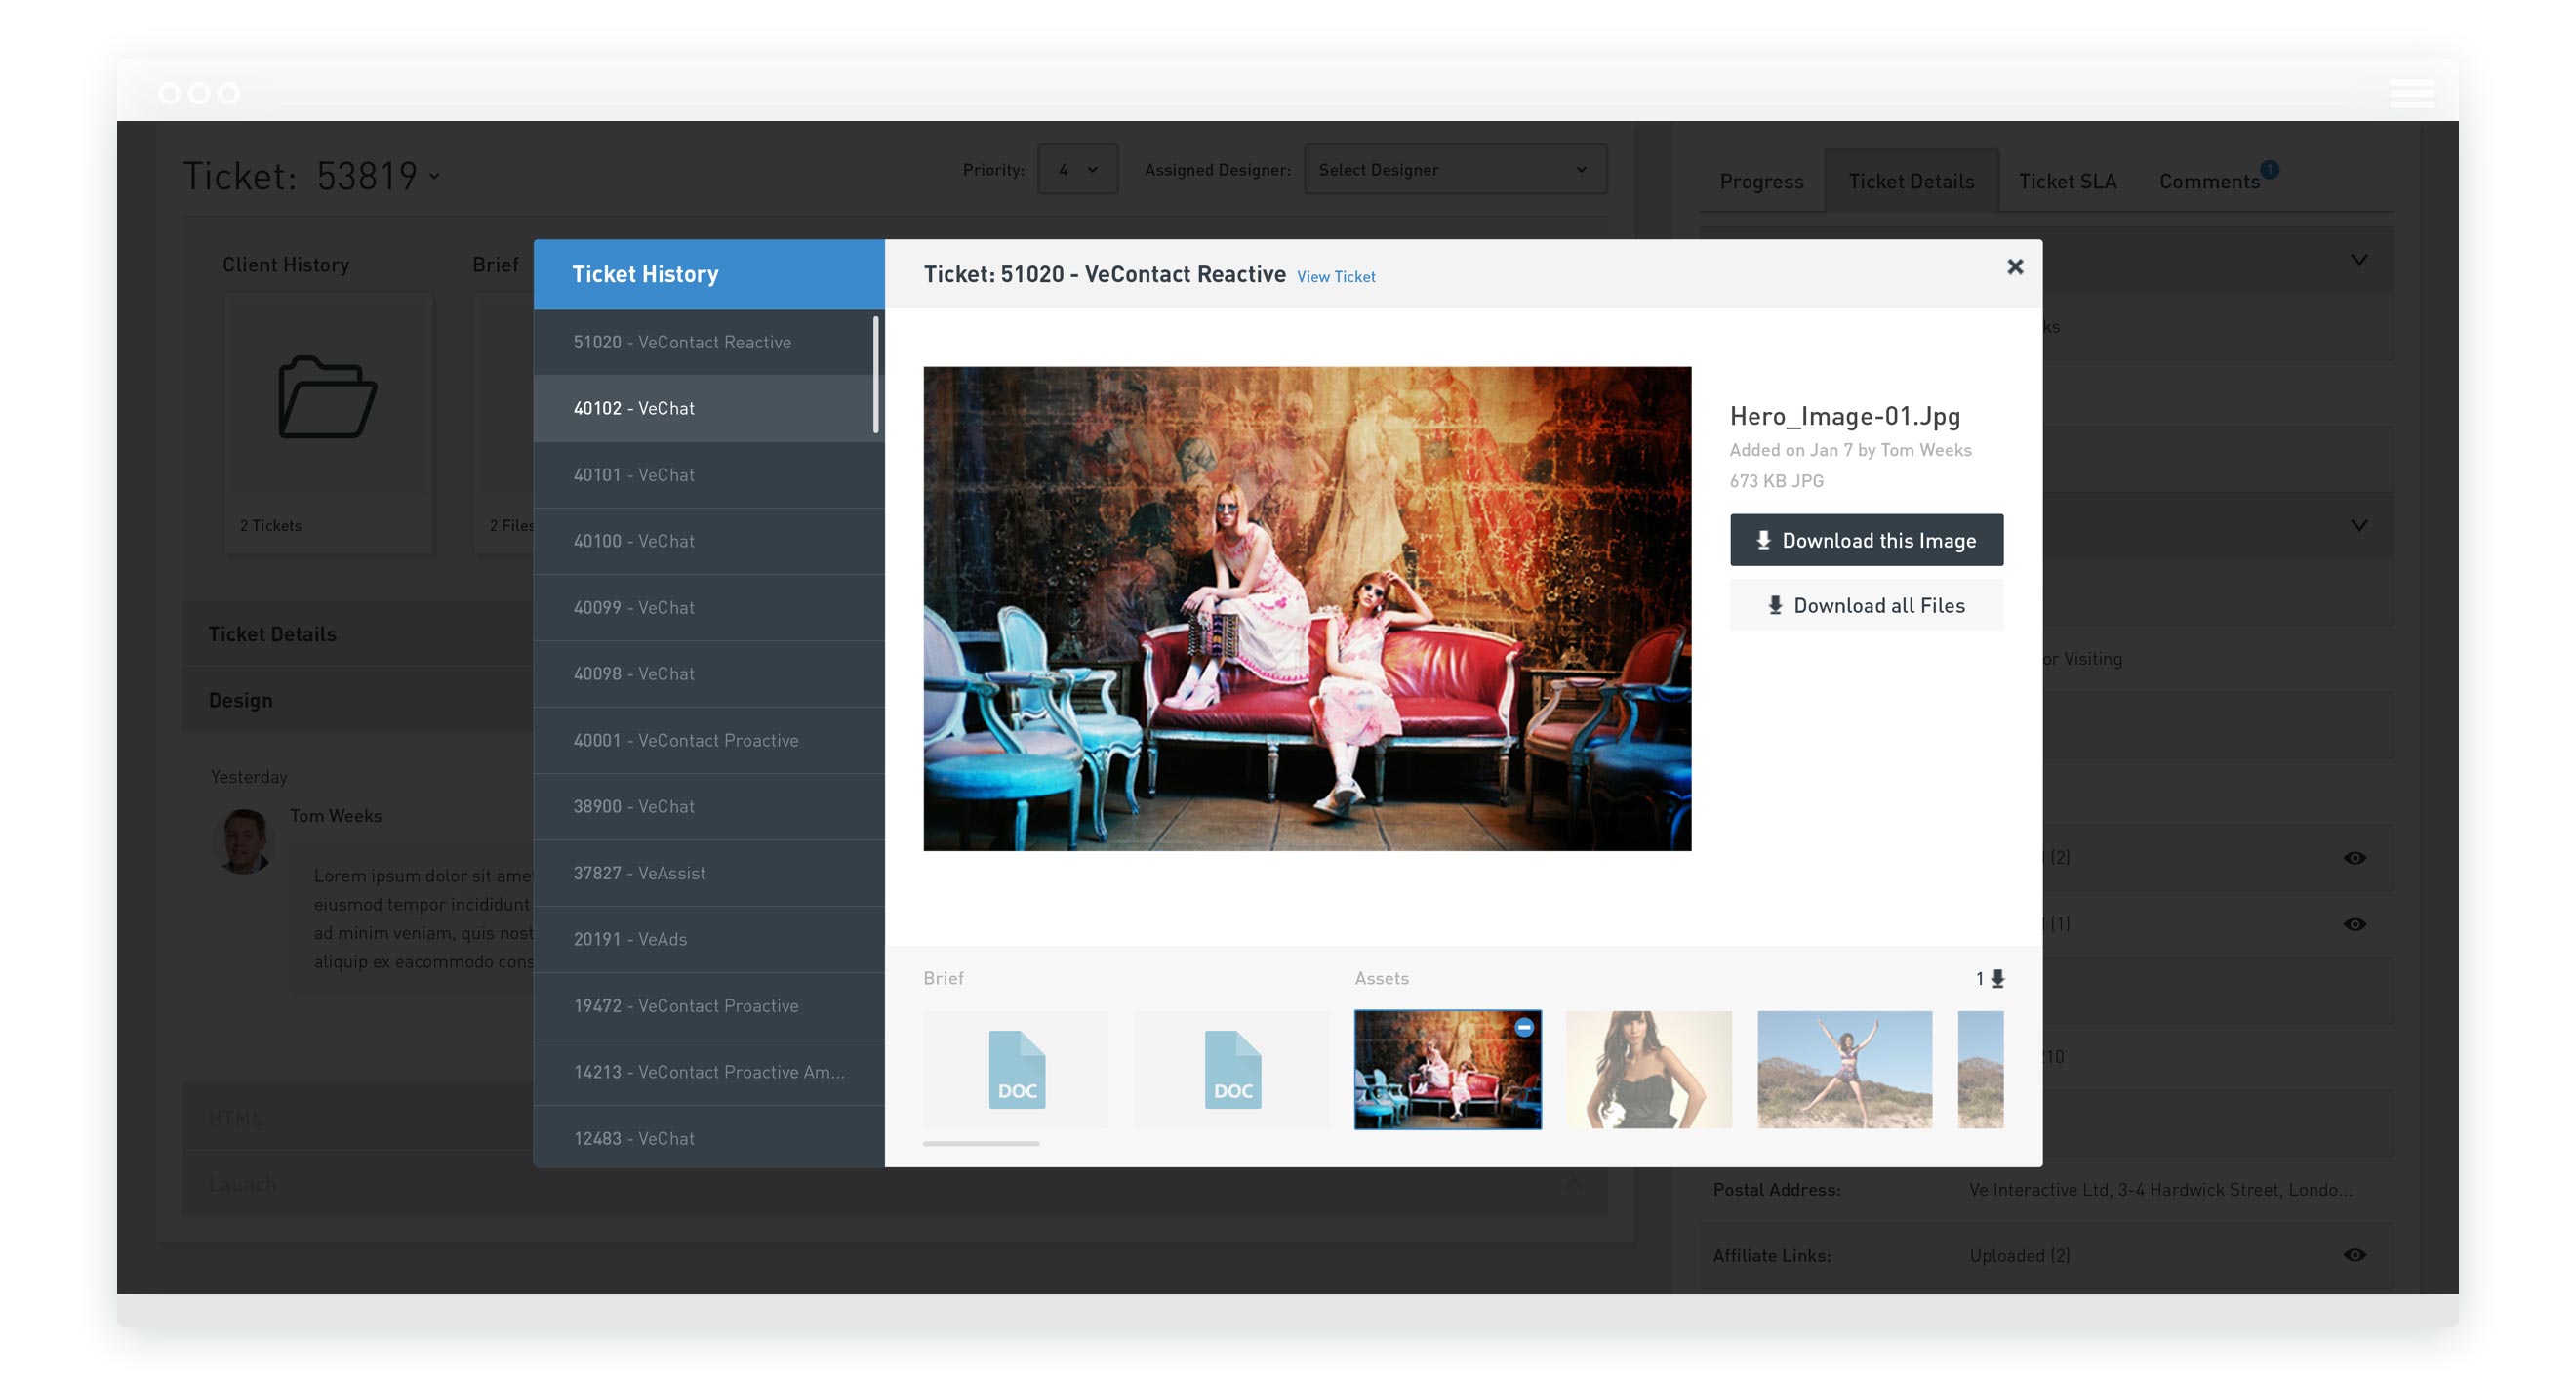 Ticket: 53819
Priority: 4
Assigned Designer: Select Designer
Progress
Ticket Details
Ticket SLA
Comments 1
Client History
Brief
2 Tickets
2 Files
Ticket Details
Design
Yesterday
Tom Weeks
Lorem ipsum dolor sit
eiusmod tempor incididunt
ad minim veniam, quis
aliquip ex eacommodo
HTML
Launch
Ticket History
51020 - VeContact Reactive
40102 - VeChat
40101 - VeChat
40100 - VeChat
40099 - VeChat
40098 - VeChat
40001 - VeContact Proactive
38900 - VeChat
37827 - VeAssist
20191 - VeAds
19472 - VeContact Proactive
14213 - VeContact Proactive Am...
12483 - VeChat
Ticket: 51020 - VeContact Reactive View Ticket
Hero_Image-01.Jpg
Added on Jan 7 by Tom Weeks
673 KB JPG
Download this Image
Download all Files
Brief
Assets
1
DOC
DOC
Visiting
(2)
(1)
Postal Address: Ve Interactive Ltd, 3-4 Hardwick Street, Londo...
Affiliate Links: Uploaded (2)